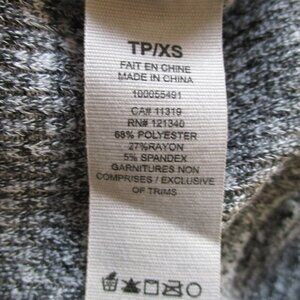 TP/XS
FAIT EN CHINE
MADE IN CHINA
100055491
CA# 11319
RN# 121340
68% POLYESTER
27%RAYON
5% SPANDEX
GARNITURES NON
COMPRISES / EXCLUSIVE
OF TRIMS